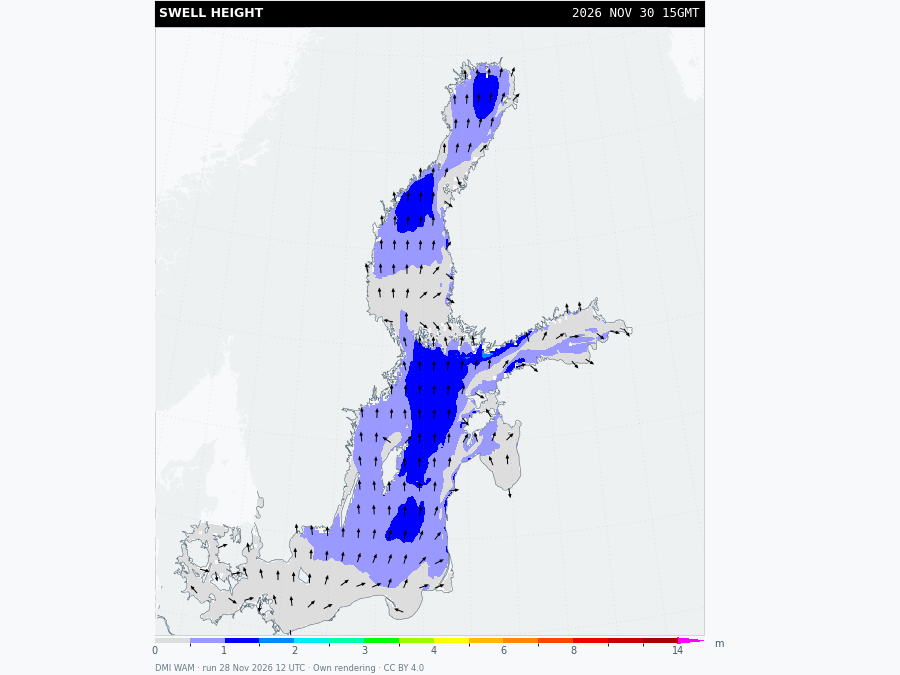 SWELL HEIGHT 2026 NOV 30 15GMT
0 1 2 3 4 6 8 14 m
DMI WAM · run 28 Nov 2026 12 UTC · Own rendering · CC BY 4.0